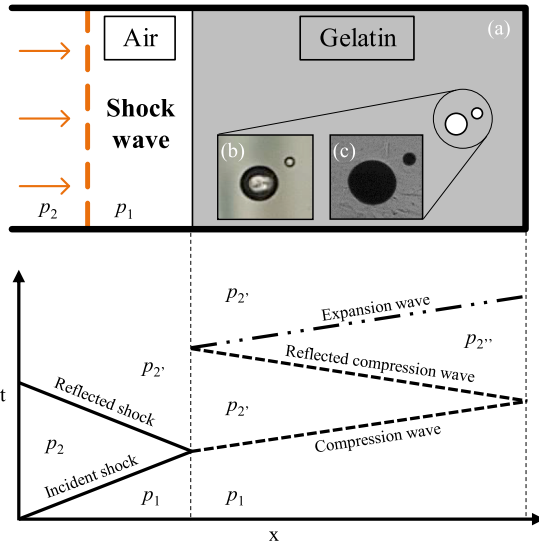 Air
Gelatin
(a)
Shock
wave
(b)
(c)
p2
p1
p2'
Expansion wave
p2'
Reflected compression wave
p2''
t
Reflected shock
p2'
p2
Compression wave
Incident shock
p1
p1
x